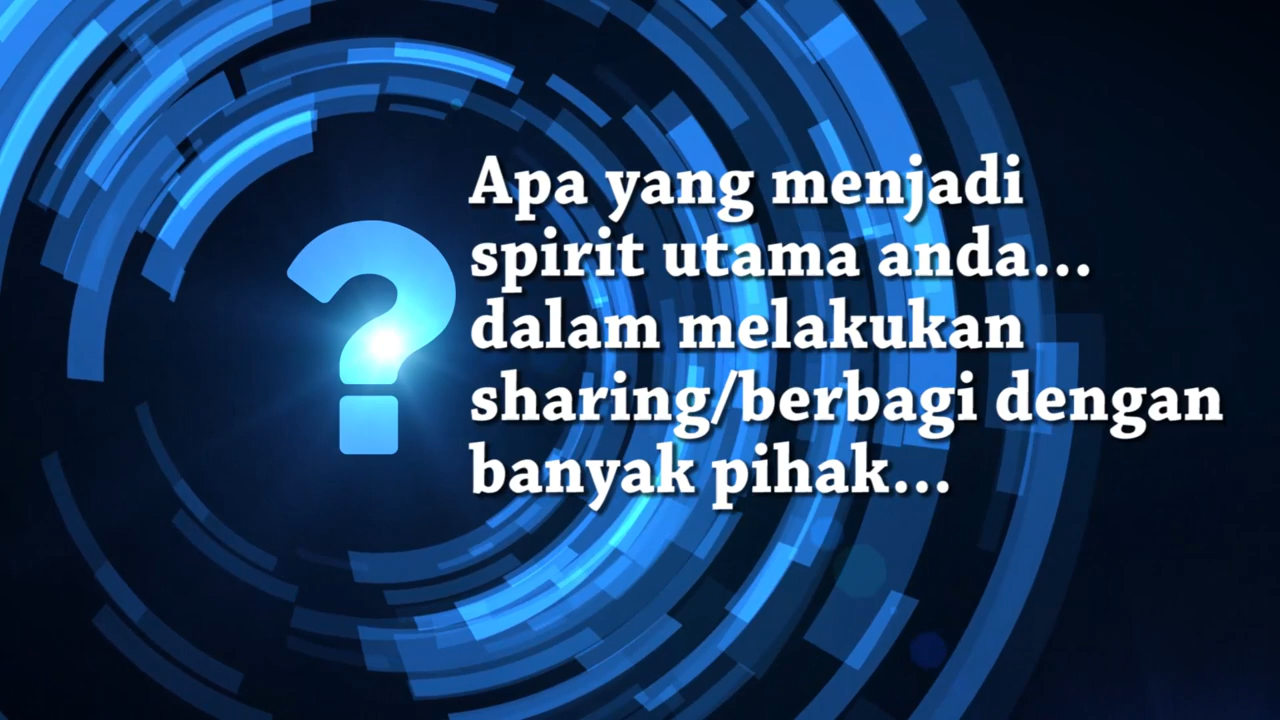 Apa yang menjadi
spirit utama anda...
dalam melakukan
sharing/berbagi dengan
banyak pihak...